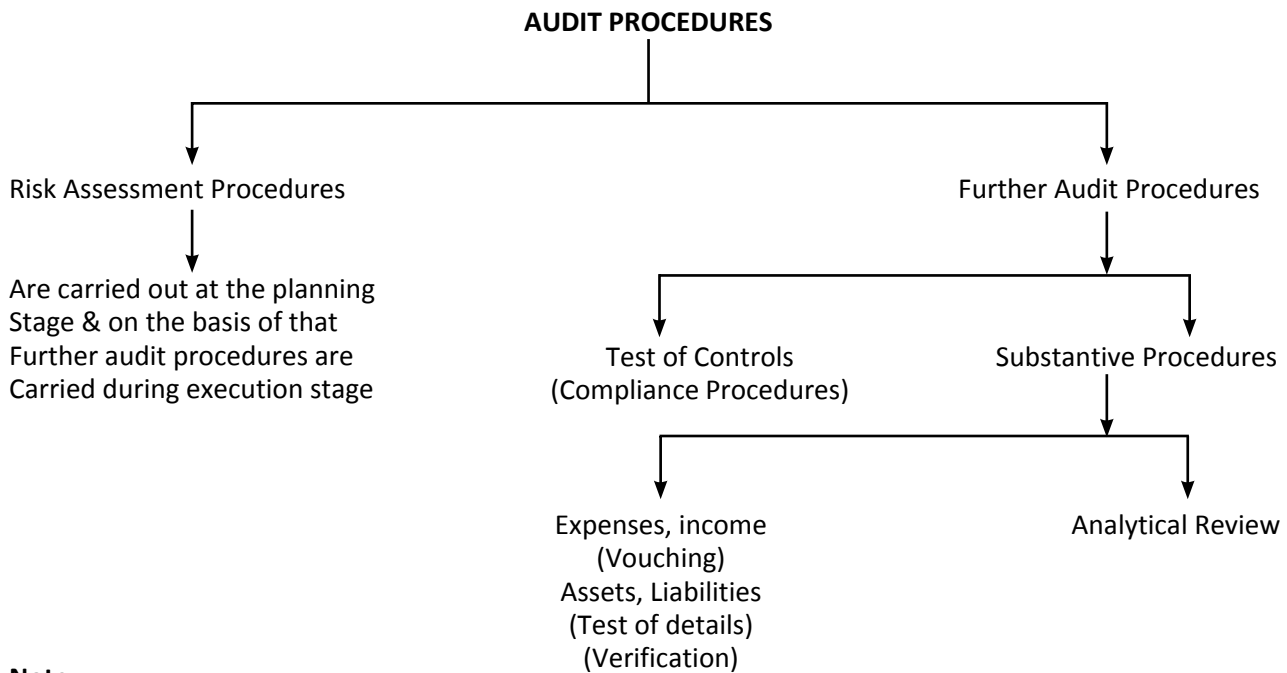 AUDIT PROCEDURES
Risk Assessment Procedures
Further Audit Procedures
Are carried out at the planning
Stage & on the basis of that
Further audit procedures are
Carried during execution stage
Test of Controls
(Compliance Procedures)
Substantive Procedures
Expenses, income
(Vouching)
Assets, Liabilities
(Test of details)
(Verification)
Analytical Review